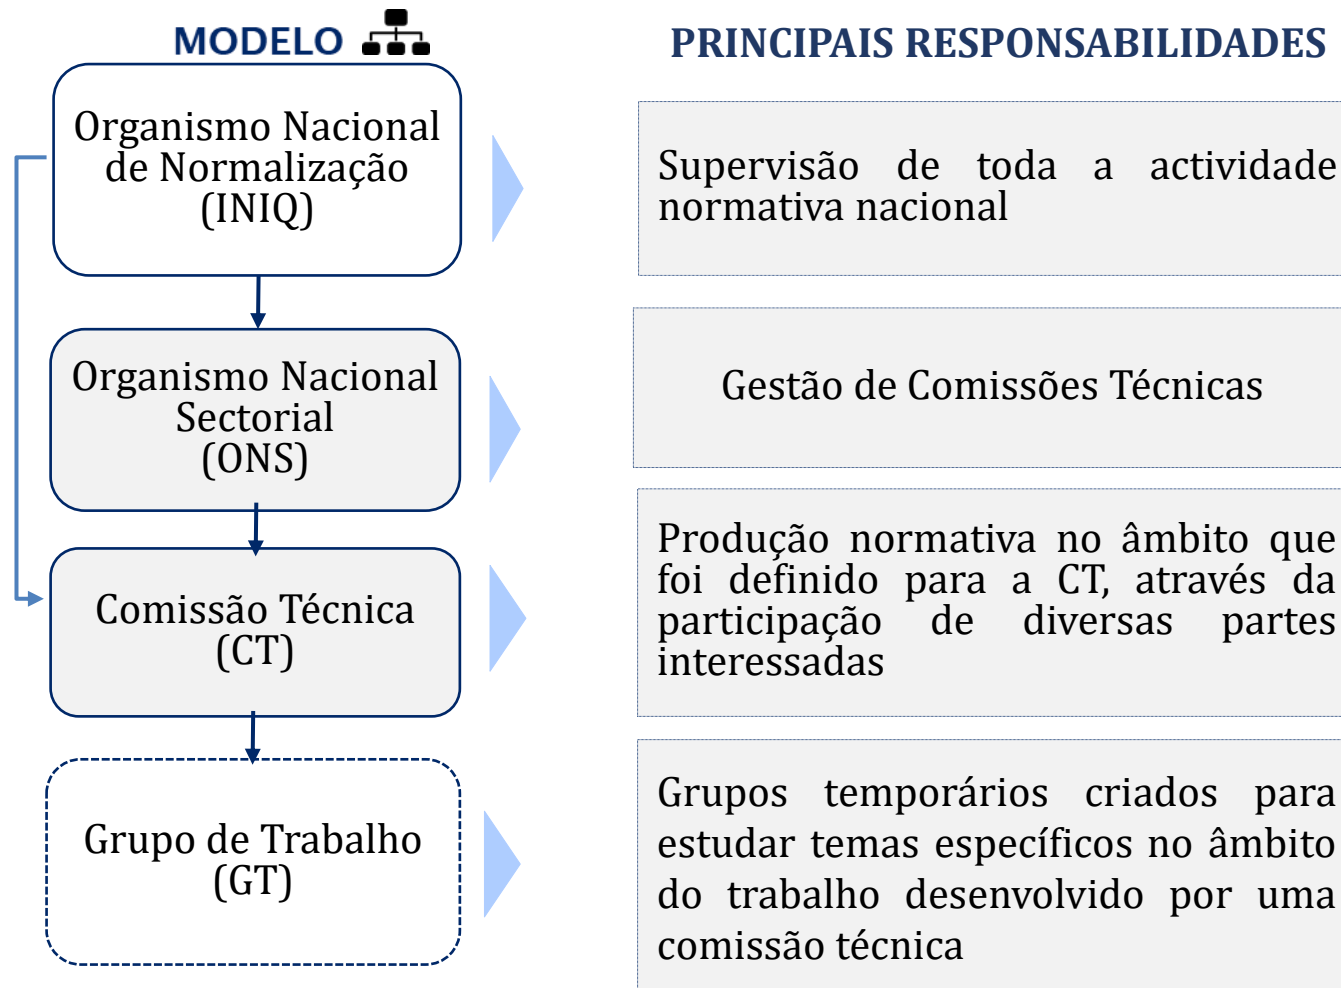 MODELO
PRINCIPAIS RESPONSABILIDADES
Organismo Nacional
de Normalização
(INIQ)
Supervisão de toda a actividade
normativa nacional
Organismo Nacional
Sectorial
(ONS)
Gestão de Comissões Técnicas
Comissão Técnica
(CT)
Produção normativa no âmbito que
foi definido para a CT, através da
participação de diversas partes
interessadas
Grupo de Trabalho
(GT)
Grupos temporários criados para
estudar temas específicos no âmbito
do trabalho desenvolvido por uma
comissão técnica